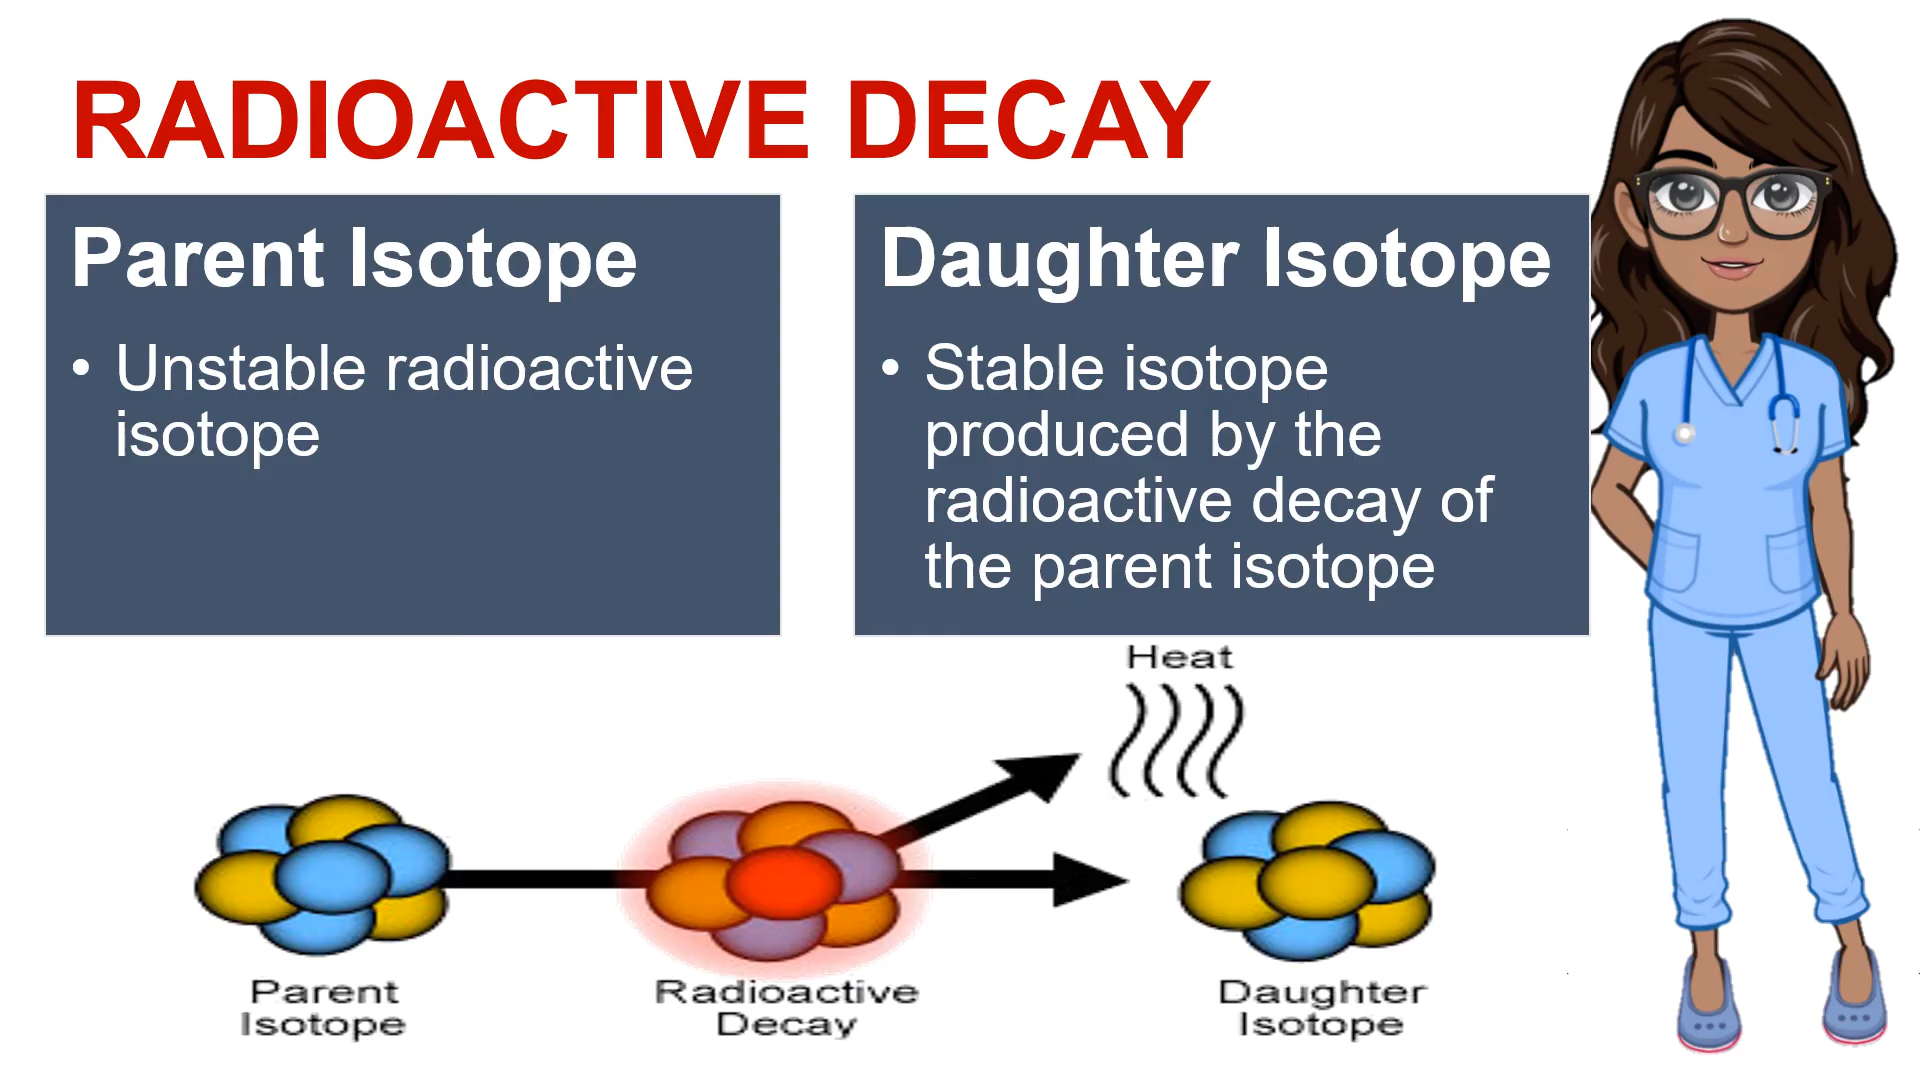 RADIOACTIVE DECAY
Parent Isotope
• Unstable radioactive
isotope
Daughter Isotope
• Stable isotope
produced by the
radioactive decay of
the parent isotope
Heat
Parent
Isotope
Radioactive
Decay
Daughter
Isotope